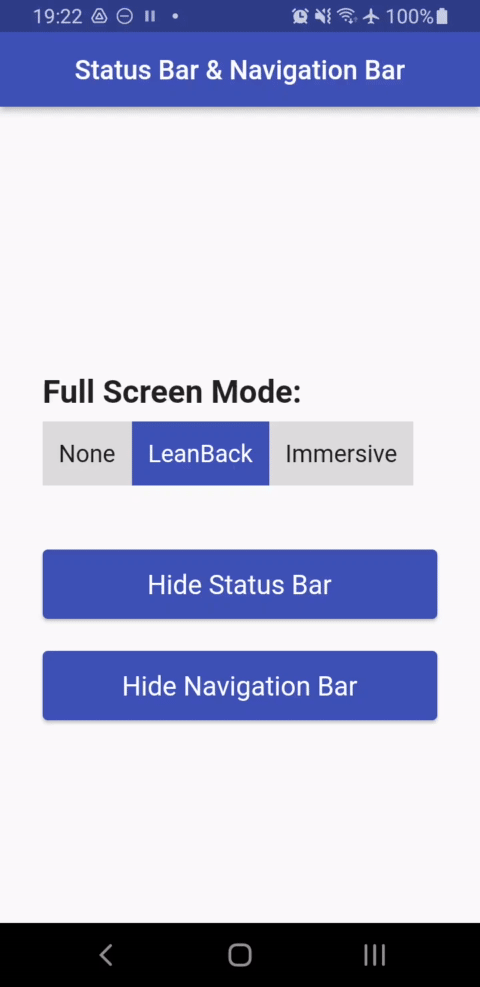 19:22 100%
Status Bar & Navigation Bar
Full Screen Mode:
None LeanBack Immersive
Hide Status Bar
Hide Navigation Bar